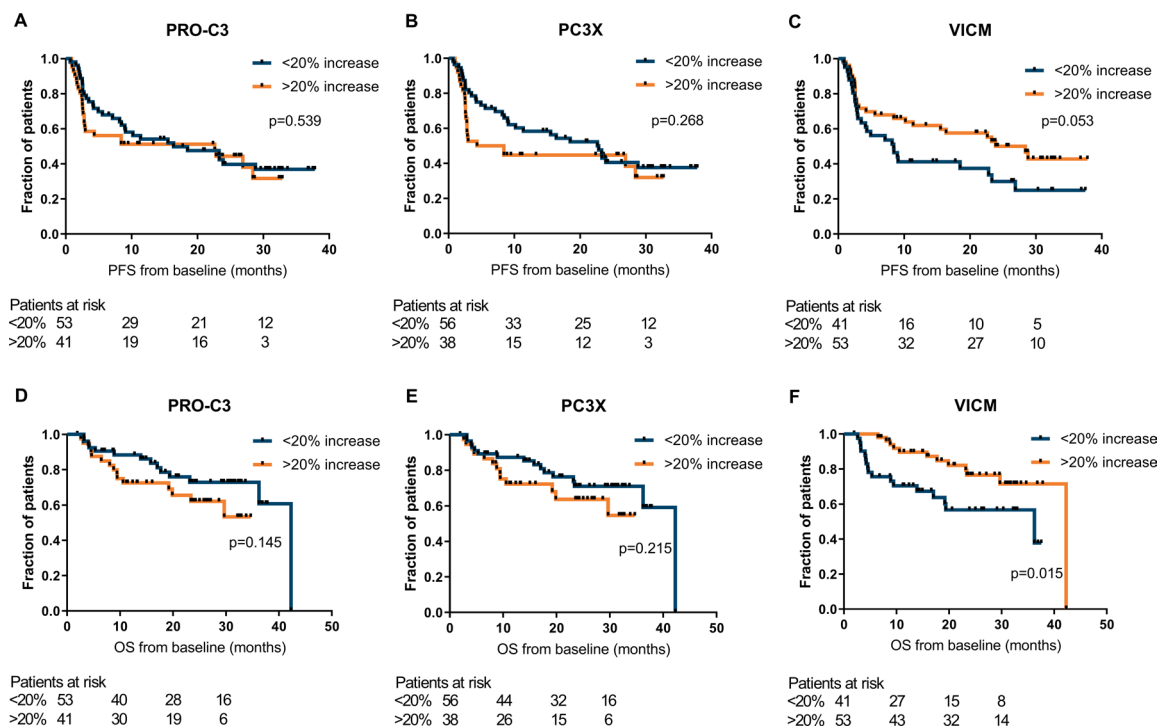 A
PRO-C3
Fraction of patients
1.0
0.8
0.6
0.4
0.2
0.0
<20% increase
>20% increase
p=0.539
0 10 20 30 40
PFS from baseline (months)
Patients at risk
<20% 53 29 21 12
>20% 41 19 16 3
B
PC3X
Fraction of patients
1.0
0.8
0.6
0.4
0.2
0.0
<20% increase
>20% increase
p=0.268
0 10 20 30 40
PFS from baseline (months)
Patients at risk
<20% 56 33 25 12
>20% 38 15 12 3
C
VICM
Fraction of patients
1.0
0.8
0.6
0.4
0.2
0.0
<20% increase
>20% increase
p=0.053
0 10 20 30 40
PFS from baseline (months)
Patients at risk
<20% 41 16 10 5
>20% 53 32 27 10
D
PRO-C3
Fraction of patients
1.0
0.8
0.6
0.4
0.2
0.0
<20% increase
>20% increase
p=0.145
0 10 20 30 40 50
OS from baseline (months)
Patients at risk
<20% 53 40 28 16
>20% 41 30 19 6
E
PC3X
Fraction of patients
1.0
0.8
0.6
0.4
0.2
0.0
<20% increase
>20% increase
p=0.215
0 10 20 30 40 50
OS from baseline (months)
Patients at risk
<20% 56 44 32 16
>20% 38 26 15 6
F
VICM
Fraction of patients
1.0
0.8
0.6
0.4
0.2
0.0
<20% increase
>20% increase
p=0.015
0 10 20 30 40 50
OS from baseline (months)
Patients at risk
<20% 41 27 15 8
>20% 53 43 32 14